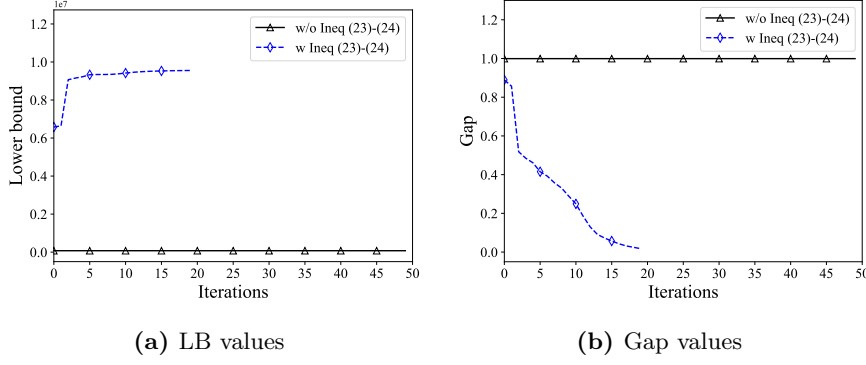 1e7
w/o Ineq (23)-(24)
w Ineq (23)-(24)
1.2
1.0
0.8
0.6
0.4
0.2
0.0
Lower bound
0 5 10 15 20 25 30 35 40 45 50
Iterations
(a) LB values
w/o Ineq (23)-(24)
w Ineq (23)-(24)
1.2
1.0
0.8
0.6
0.4
0.2
0.0
Gap
0 5 10 15 20 25 30 35 40 45 50
Iterations
(b) Gap values